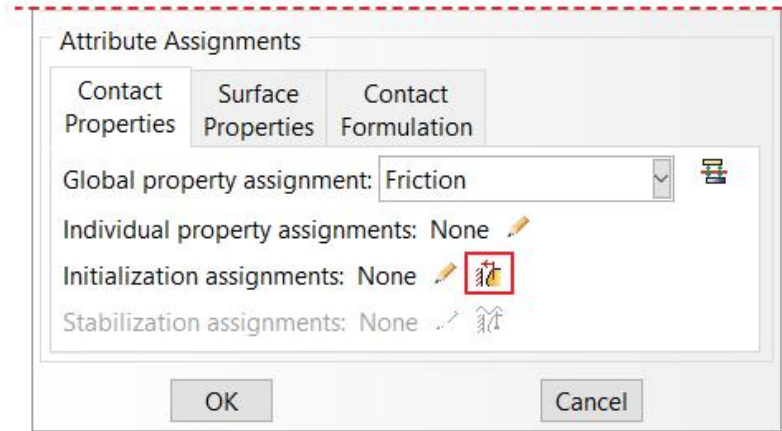 Attribute Assignments
Contact Properties
Surface Properties
Contact Formulation
Global property assignment: Friction
Individual property assignments: None
Initialization assignments: None
Stabilization assignments: None
OK
Cancel